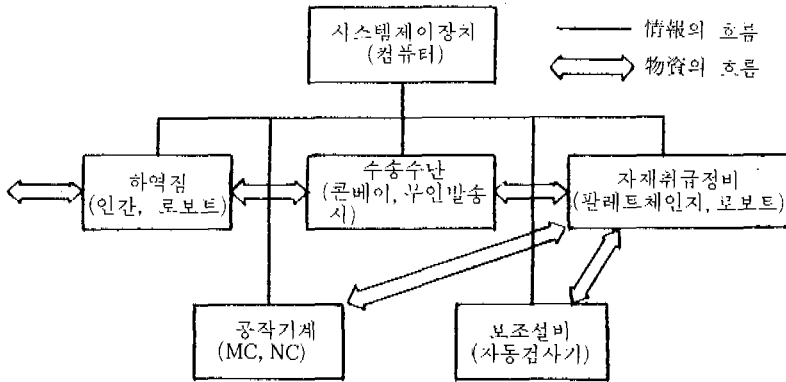 시스템제이장치
(컴퓨터)
情報의 흐름
物資의 흐름
하역짐
(인간, 로보트)
수송수난
(콘베이, 무인발송
시)
자재취급정비
(팔레트체인지, 로보트)
공작기계
(MC, NC)
보조설비
(자동검사기)